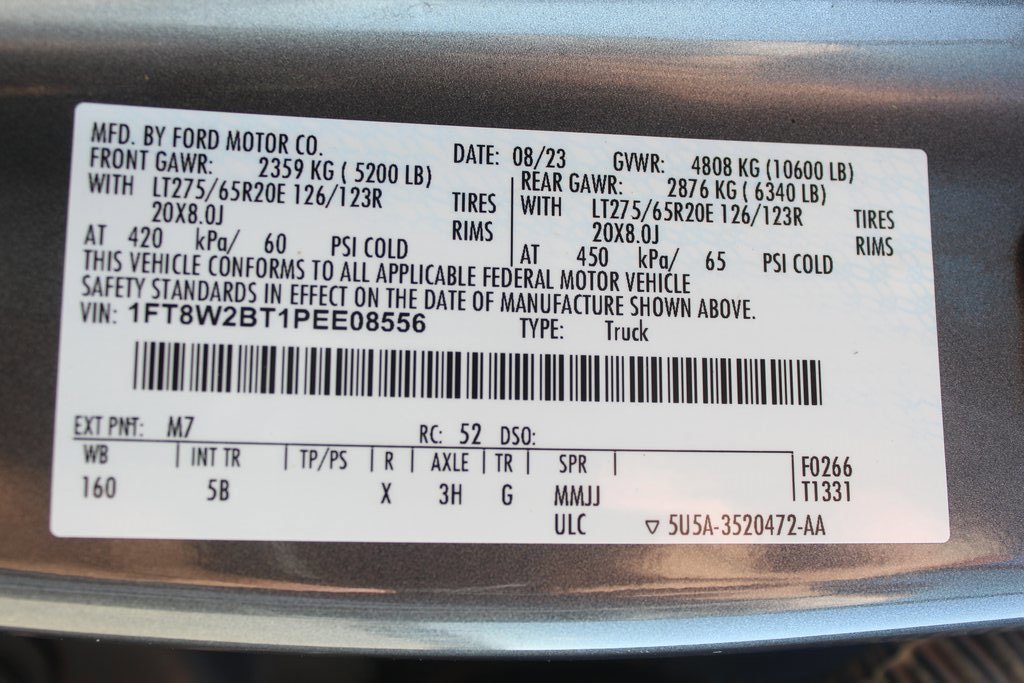 MFD. BY FORD MOTOR CO. DATE: 08/23 GVWR: 4808 KG (10600 LB)
FRONT GAWR: 2359 KG ( 5200 LB) REAR GAWR: 2876 KG ( 6340 LB)
WITH LT275/65R20E 126/123R TIRES WITH LT275/65R20E 126/123R TIRES
20X8.0J RIMS 20X8.0J RIMS
AT 420 kPa/ 60 PSI COLD AT 450 kPa/ 65 PSI COLD
THIS VEHICLE CONFORMS TO ALL APPLICABLE FEDERAL MOTOR VEHICLE
SAFETY STANDARDS IN EFFECT ON THE DATE OF MANUFACTURE SHOWN ABOVE.
VIN: 1FT8W2BT1PEE08556 TYPE: Truck
EXT PNT: M7 RC: 52 DSO:
WB INT TR TP/PS R AXLE TR SPR F0266
160 5B X 3H G MMJJ T1331
ULC ▽ 5U5A-3520472-AA